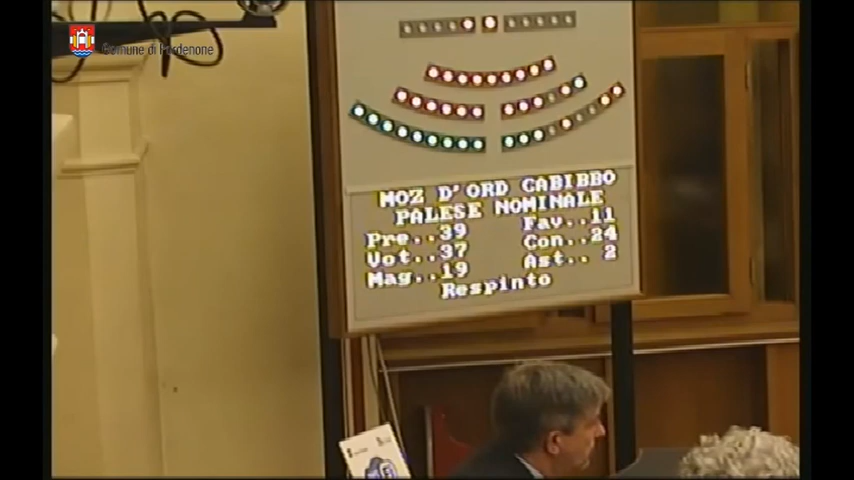 Comune di Pordenone
MOZ D'ORD CABIBBO
PALESE NOMINALE
Pre..39 Fav..11
Vot..37 Con..24
Mag..19 Ast.. 2
Respinto